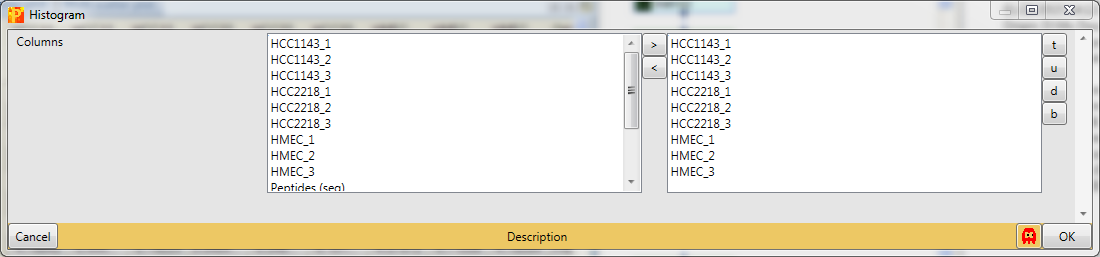 Histogram
Columns
HCC1143_1
HCC1143_2
HCC1143_3
HCC2218_1
HCC2218_2
HCC2218_3
HMEC_1
HMEC_2
HMEC_3
Peptides (seq)
>
<
HCC1143_1
HCC1143_2
HCC1143_3
HCC2218_1
HCC2218_2
HCC2218_3
HMEC_1
HMEC_2
HMEC_3
t
u
d
b
Cancel
Description
OK